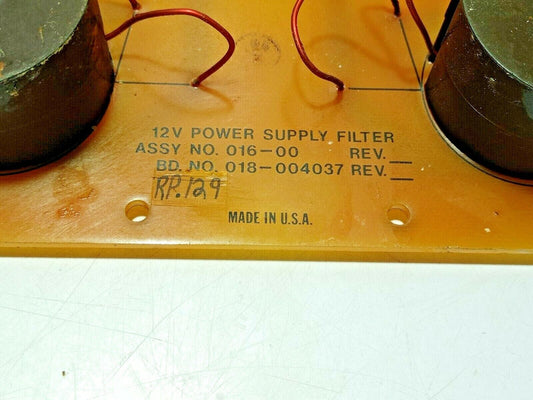 12V POWER SUPPLY FILTER
ASSY NO. 016-00 REV.__
BD. NO. 018-004037 REV.__
RP.129
MADE IN U.S.A.